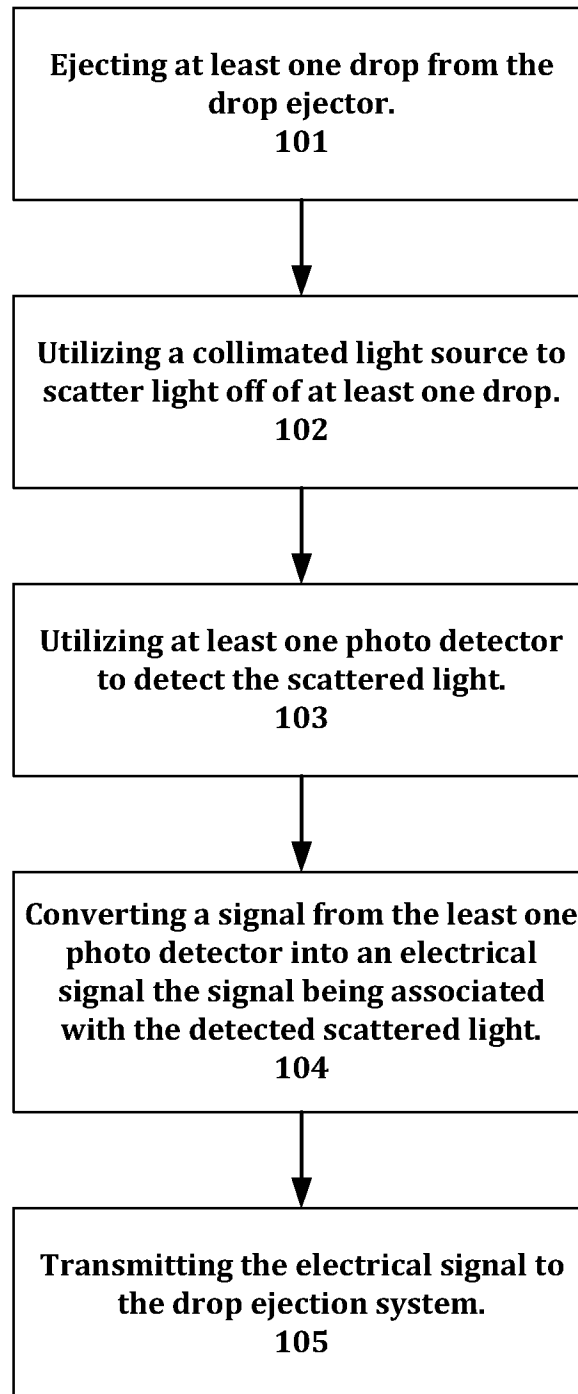 Ejecting at least one drop from the
drop ejector.
101
Utilizing a collimated light source to
scatter light off of at least one drop.
102
Utilizing at least one photo detector
to detect the scattered light.
103
Converting a signal from the least one
photo detector into an electrical
signal the signal being associated
with the detected scattered light.
104
Transmitting the electrical signal to
the drop ejection system.
105